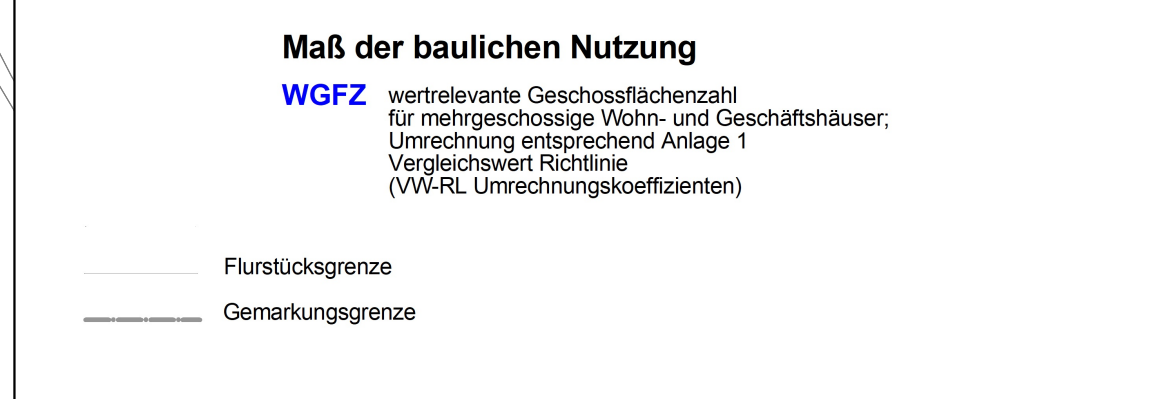 Maß der baulichen Nutzung
WGFZ wertrelevante Geschossflächenzahl
für mehrgeschossige Wohn- und Geschäftshäuser;
Umrechnung entsprechend Anlage 1
Vergleichswert Richtlinie
(VW-RL Umrechnungskoeffizienten)
Flurstücksgrenze
Gemarkungsgrenze